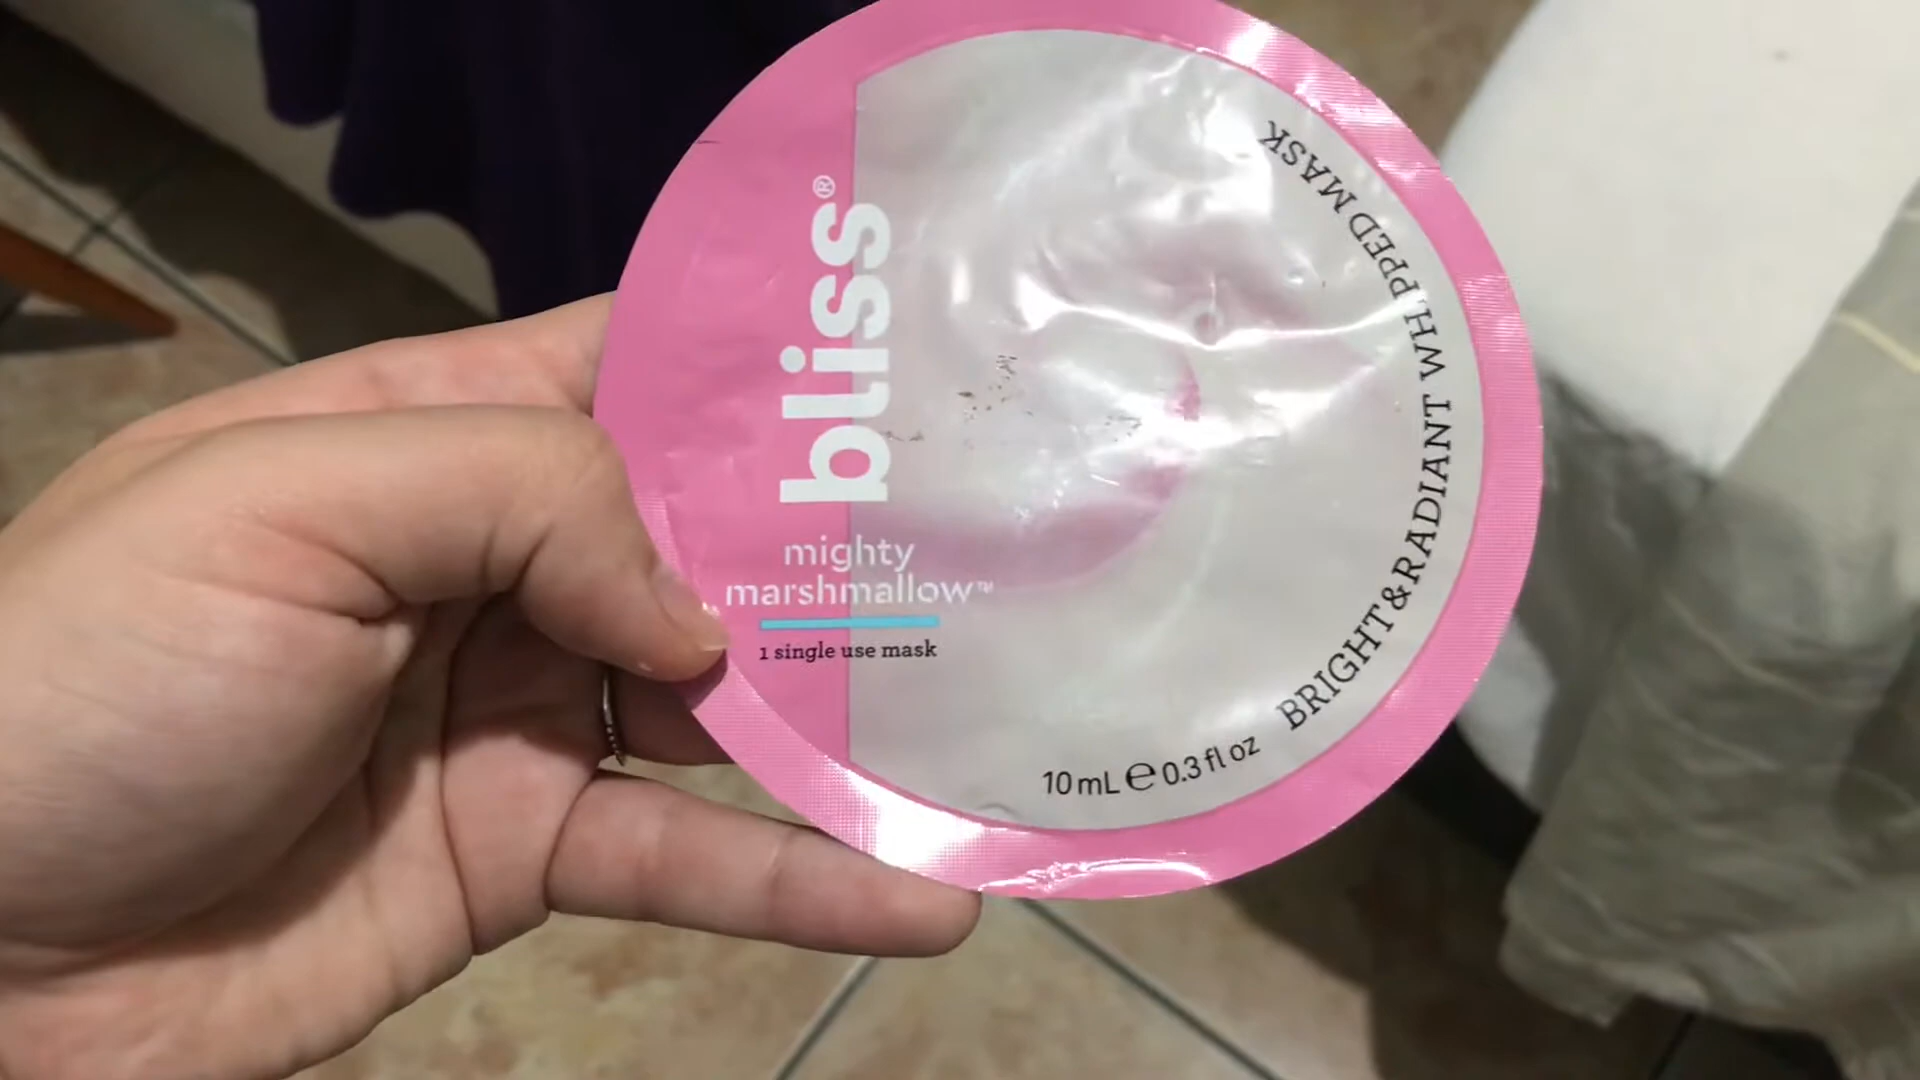 bliss®
mighty
marshmallow™
1 single use mask
10 mL ℮ 0.3 fl oz
BRIGHT & RADIANT WHIPPED MASK